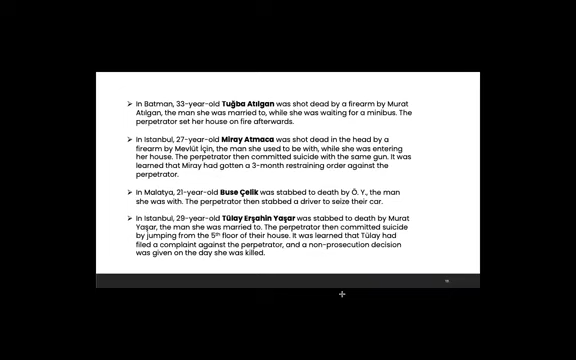 ➢ In Batman, 33-year-old Tuğba Atılgan was shot dead by a firearm by Murat
Atılgan, the man she was married to, while she was waiting for a minibus. The
perpetrator set her house on fire afterwards.
➢ In Istanbul, 27-year-old Miray Atmaca was shot dead in the head by a
firearm by Mevlüt İçin, the man she used to be with, while she was entering
her house. The perpetrator then committed suicide with the same gun. It was
learned that Miray had gotten a 3-month restraining order against the
perpetrator.
➢ In Malatya, 21-year-old Buse Çelik was stabbed to death by Ö. Y., the man
she was with. The perpetrator then stabbed a driver to seize their car.
➢ In Istanbul, 29-year-old Tülay Erşahin Yaşar was stabbed to death by Murat
Yaşar, the man she was married to. The perpetrator then committed suicide
by jumping from the 5th floor of their house. It was learned that Tülay had
filed a complaint against the perpetrator, and a non-prosecution decision
was given on the day she was killed.